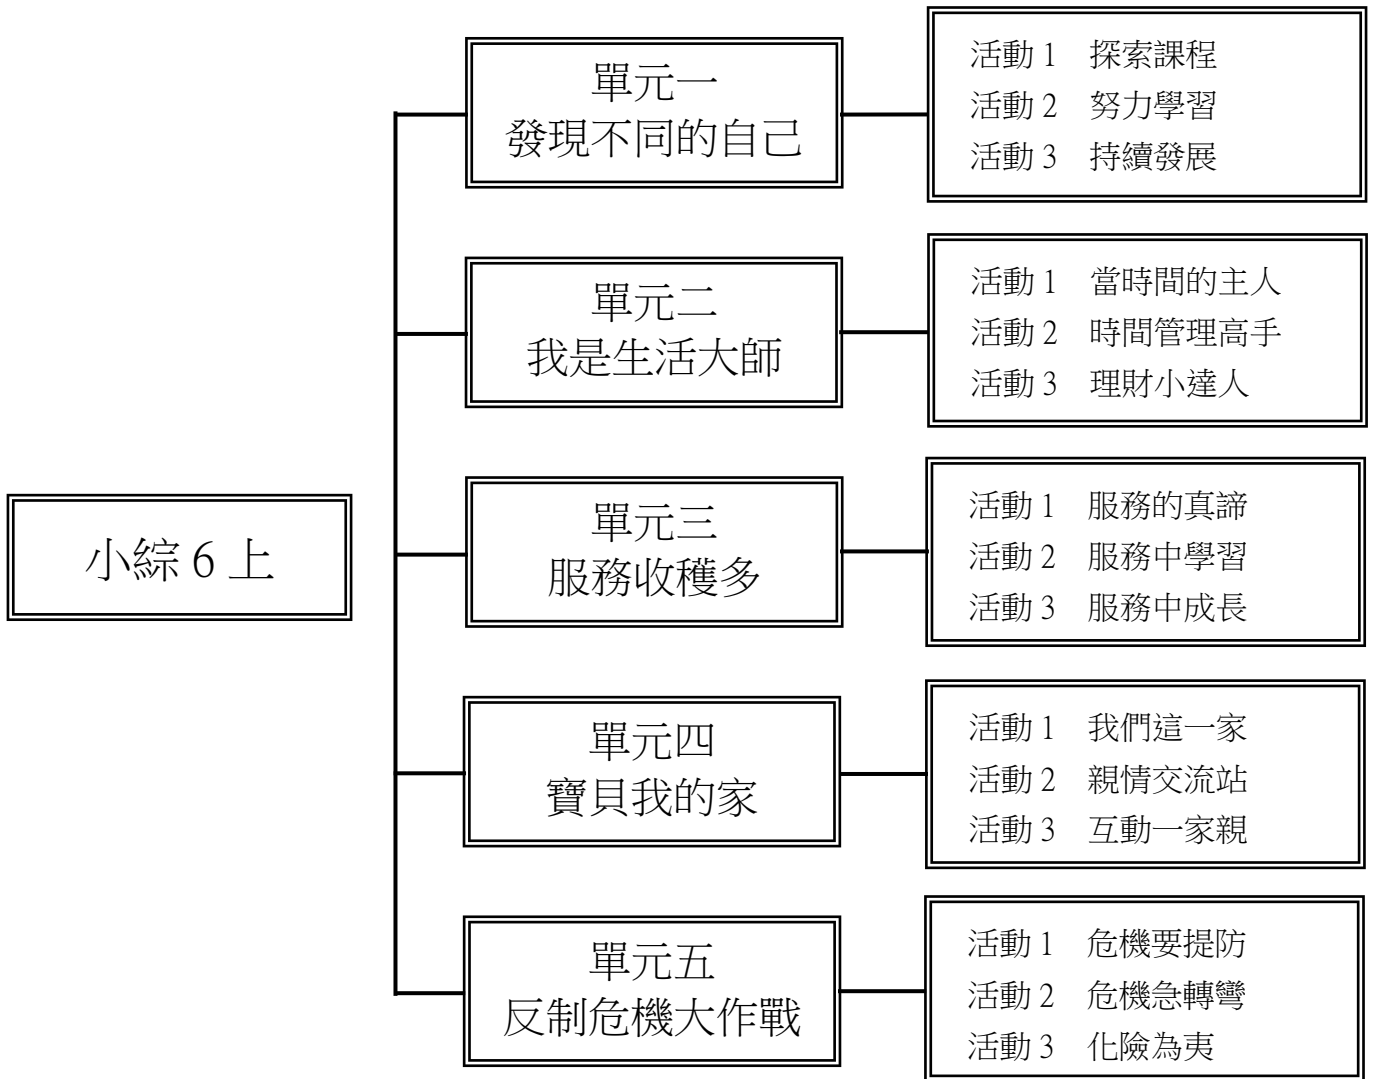 小綜 6 上
單元一
發現不同的自己
活動 1 探索課程
活動 2 努力學習
活動 3 持續發展
單元二
我是生活大師
活動 1 當時間的主人
活動 2 時間管理高手
活動 3 理財小達人
單元三
服務收穫多
活動 1 服務的真諦
活動 2 服務中學習
活動 3 服務中成長
單元四
寶貝我的家
活動 1 我們這一家
活動 2 親情交流站
活動 3 互動一家親
單元五
反制危機大作戰
活動 1 危機要提防
活動 2 危機急轉彎
活動 3 化險為夷